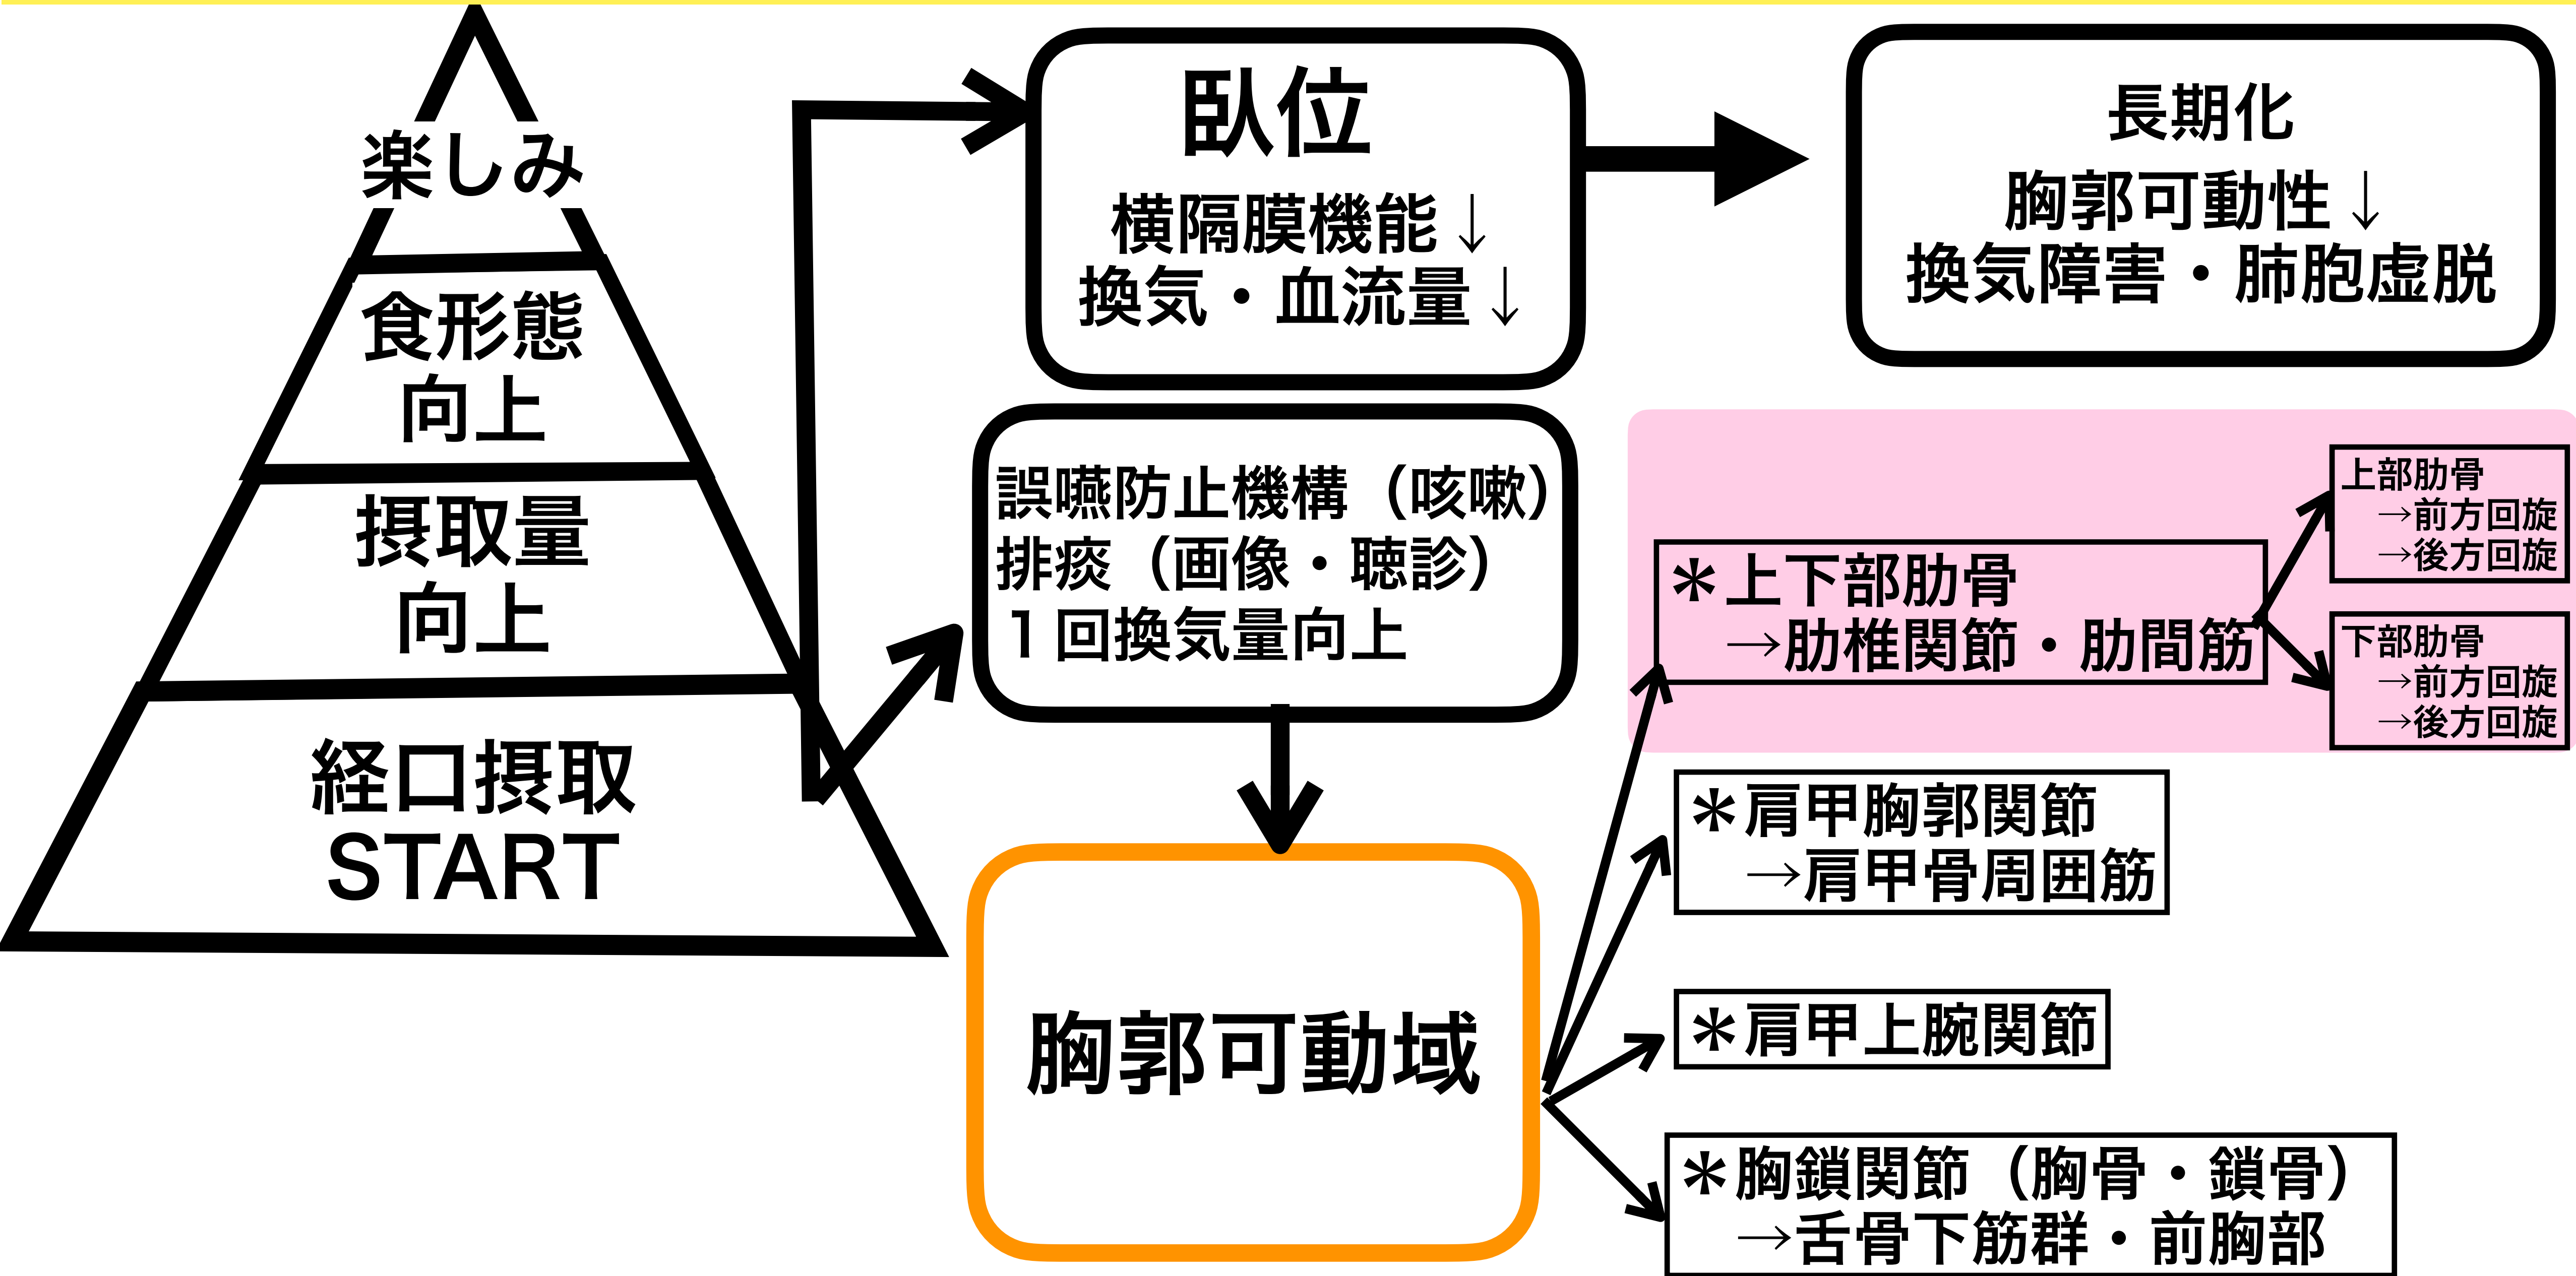 楽しみ
食形態
向上
摂取量
向上
経口摂取
START
臥位
横隔膜機能↓
換気・血流量↓
長期化
胸郭可動性↓
換気障害・肺胞虚脱
誤嚥防止機構（咳嗽）
排痰（画像・聴診）
１回換気量向上
胸郭可動域
＊上下部肋骨
→肋椎関節・肋間筋
上部肋骨
→前方回旋
→後方回旋
下部肋骨
→前方回旋
→後方回旋
＊肩甲胸郭関節
→肩甲骨周囲筋
＊肩甲上腕関節
＊胸鎖関節（胸骨・鎖骨）
→舌骨下筋群・前胸部